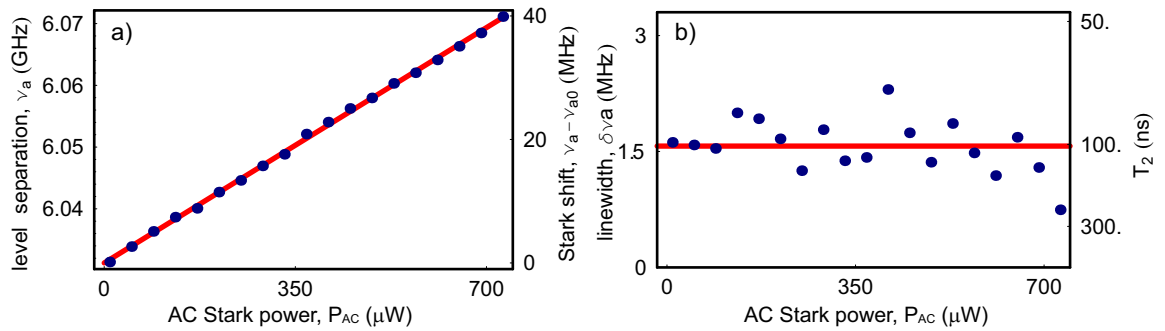 a)
level separation, νa (GHz)
6.07
6.06
6.05
6.04
0
350
700
AC Stark power, PAC (μW)
40
20
0
Stark shift, νa-νa0 (MHz)
b)
linewidth, δνa (MHz)
3
1.5
0
0
350
700
AC Stark power, PAC (μW)
50.
100.
300.
T2 (ns)